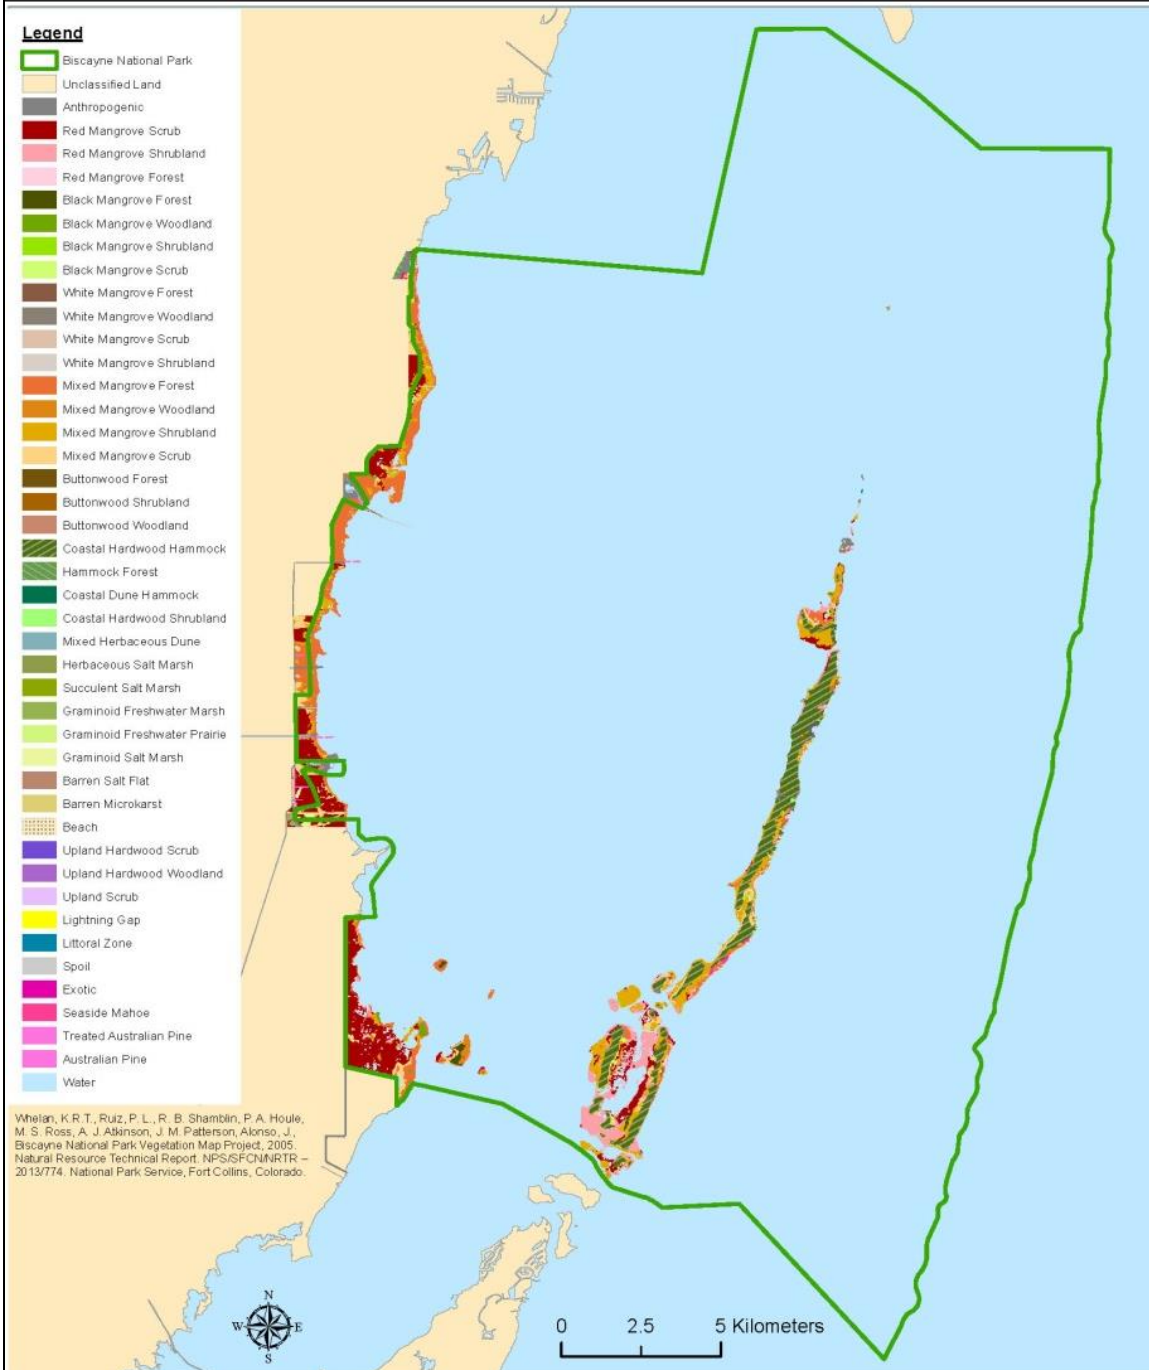 Legend
Biscayne National Park
Unclassified Land
Anthropogenic
Red Mangrove Scrub
Red Mangrove Shrubland
Red Mangrove Forest
Black Mangrove Forest
Black Mangrove Woodland
Black Mangrove Shrubland
Black Mangrove Scrub
White Mangrove Forest
White Mangrove Woodland
White Mangrove Scrub
White Mangrove Shrubland
Mixed Mangrove Forest
Mixed Mangrove Woodland
Mixed Mangrove Shrubland
Mixed Mangrove Scrub
Buttonwood Forest
Buttonwood Shrubland
Buttonwood Woodland
Coastal Hardwood Hammock
Hammock Forest
Coastal Dune Hammock
Coastal Hardwood Shrubland
Mixed Herbaceous Dune
Herbaceous Salt Marsh
Succulent Salt Marsh
Graminoid Freshwater Marsh
Graminoid Freshwater Prairie
Graminoid Salt Marsh
Barren Salt Flat
Barren Microkarst
Beach
Upland Hardwood Scrub
Upland Hardwood Woodland
Upland Scrub
Lightning Gap
Littoral Zone
Spoil
Exotic
Seaside Mahoe
Treated Australian Pine
Australian Pine
Water
Whelan, K.R.T., Ruiz, P. L., R. B. Shamblin, P. A. Houle,
M. S. Ross, A. J. Atkinson, J. M. Patterson, Alonso, J.,
Biscayne National Park Vegetation Map Project, 2005.
Natural Resource Technical Report. NPS/SFCN/NRTR –
2013/774. National Park Service, Fort Collins, Colorado.
N
W E
S
0 2.5 5 Kilometers